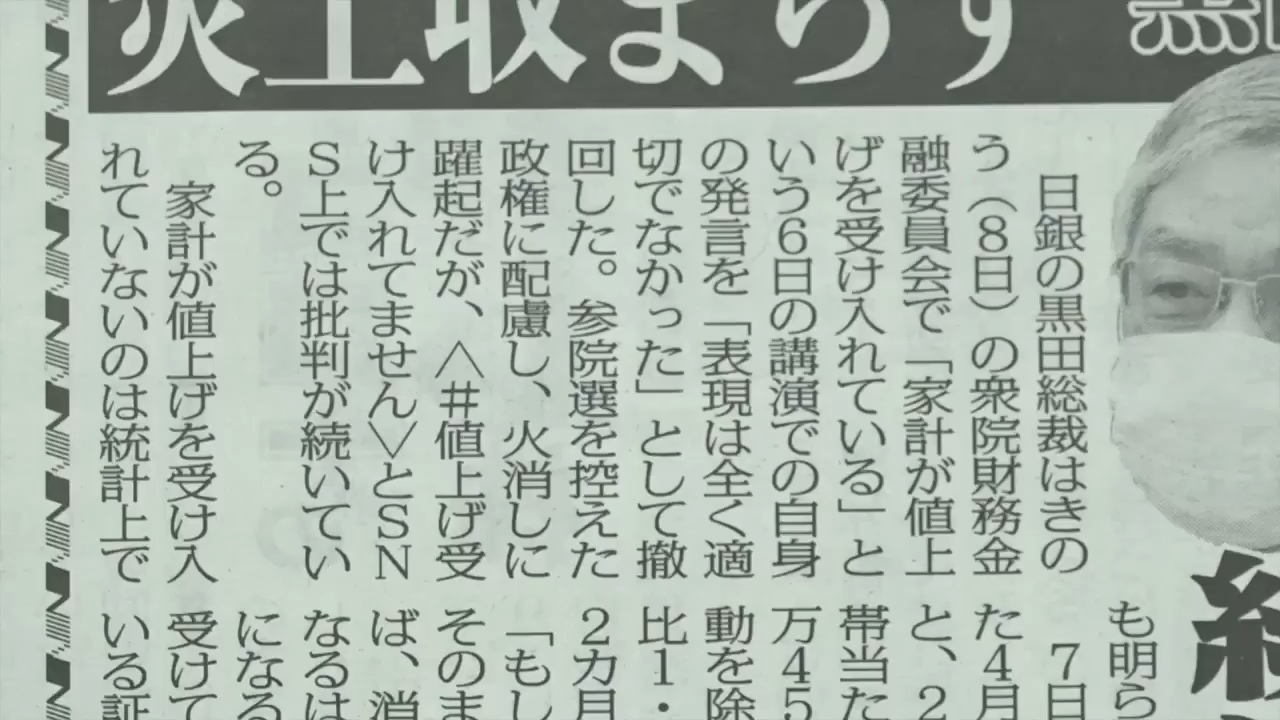 炎上収まらず
日銀の黒田総裁はきの
う（8日）の衆院財務金
融委員会で「家計が値上
げを受け入れている」と
いう6日の講演での自身
の発言を「表現は全く適
切でなかった」として撤
回した。参院選を控えた
政権に配慮し、火消しに
躍起だが、＜＃値上げ受
け入れてません＞とSN
S上では批判が続いてい
る。
家計が値上げを受け入
れていないのは統計上で
も明ら
7日
た4月
と、2
帯当た
万45
動を除
比1・
2カ月
「もし
そのま
ば、消
なるは
になる
受けて
いる証